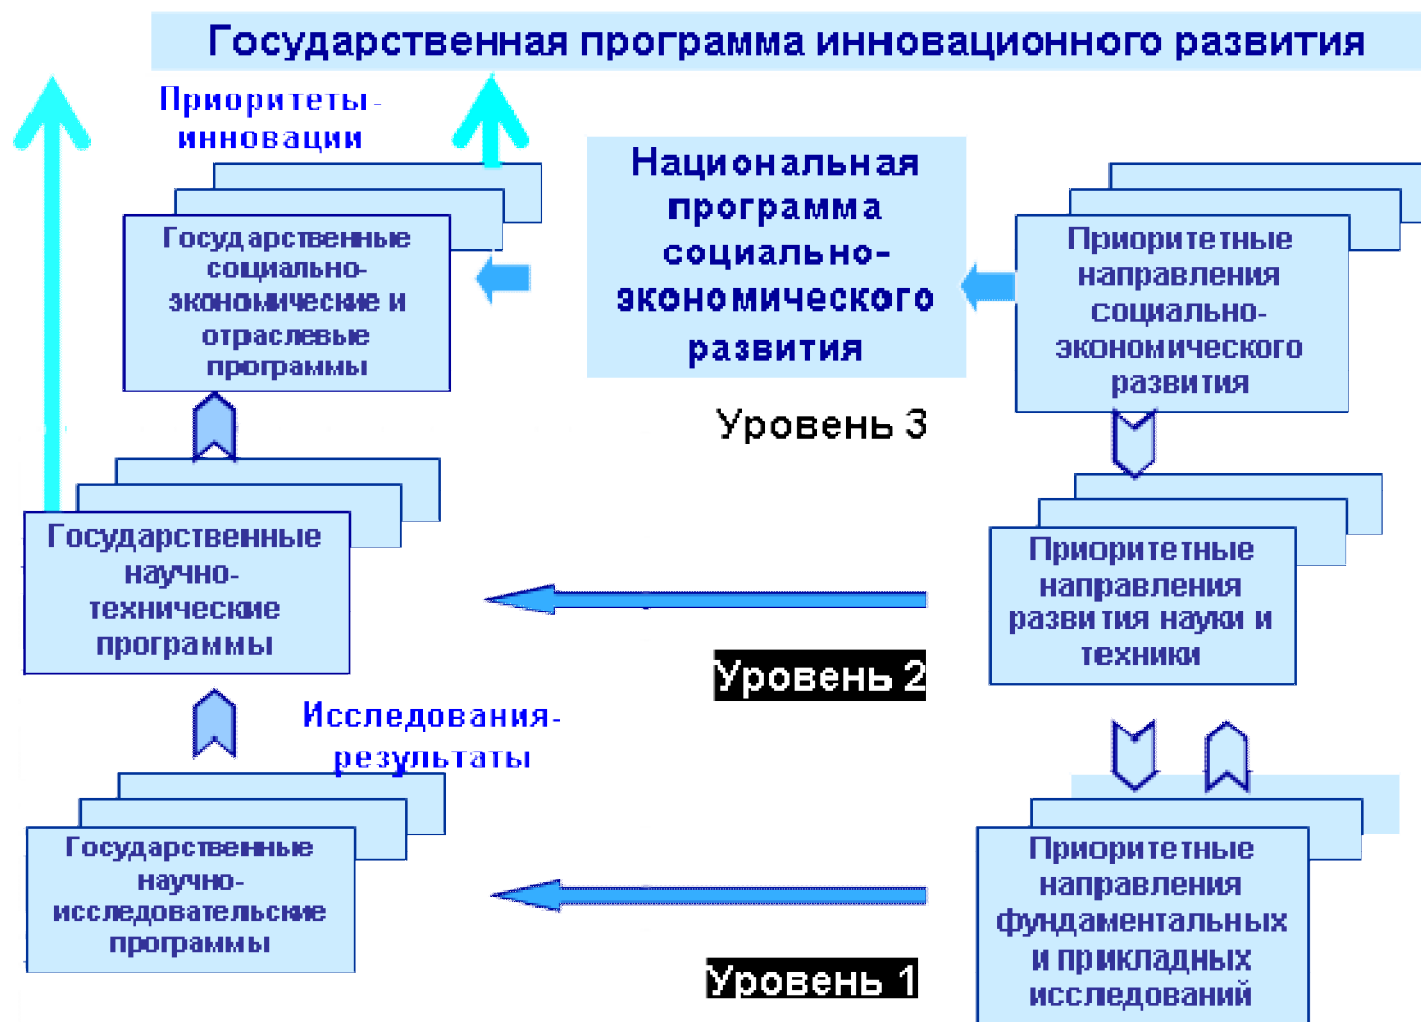 Государственная программа инновационного развития
Приоритеты-
инновации
Государственные
социально-
экономические и
отраслевые
программы
Национальная
программа
социально-
экономического
развития
Приоритетные
направления
социально-
экономического
развития
Уровень 3
Государственные
научно-
технические
программы
Приоритетные
направления
развития науки и
техники
Уровень 2
Исследования-
результаты
Государственные
научно-
исследовательские
программы
Приоритетные
направления
фундаментальных
и прикладных
исследований
Уровень 1